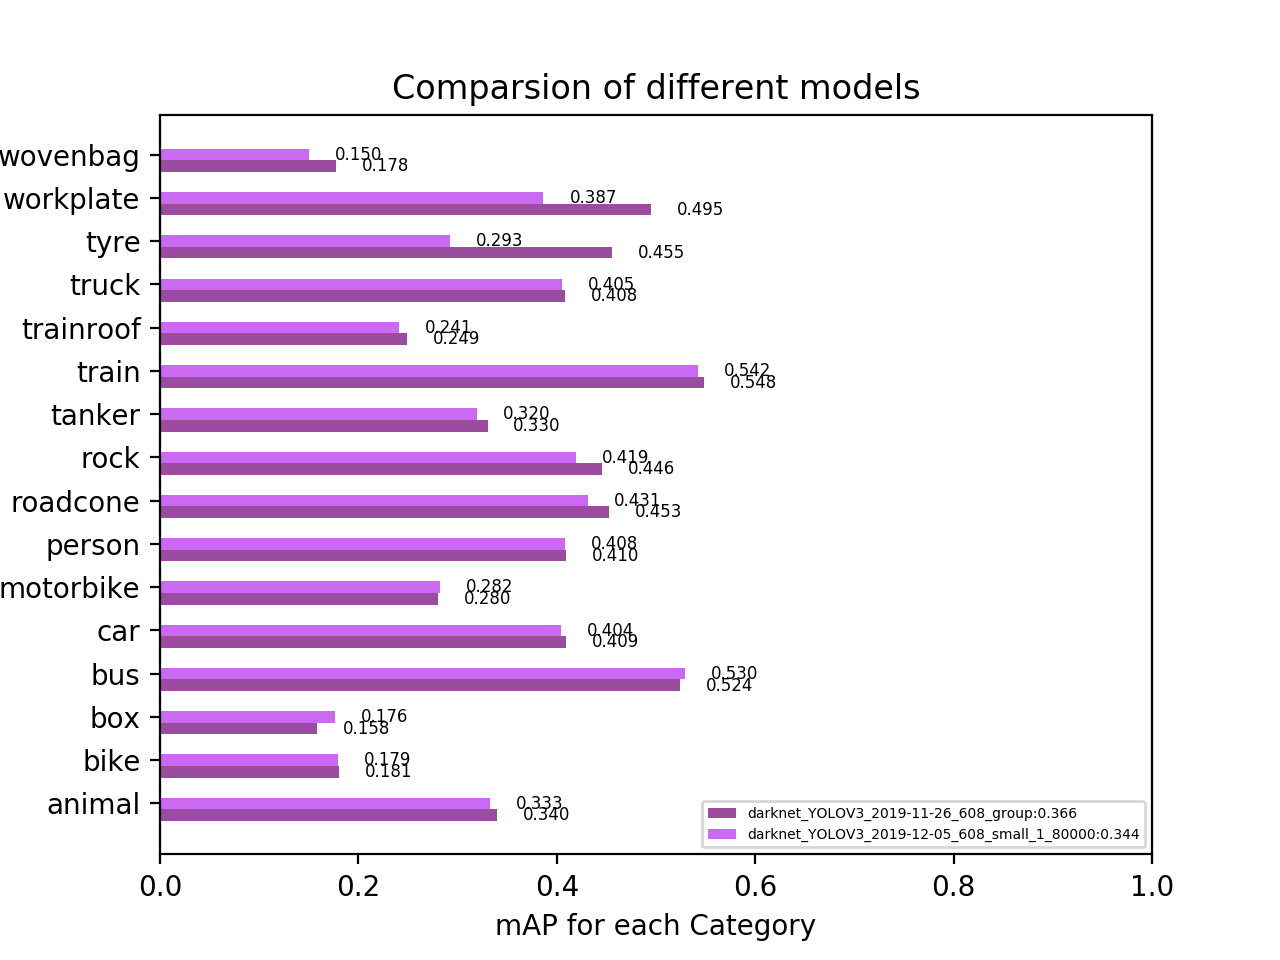 Comparsion of different models
wovenbag
0.150
0.178
workplate
0.387
0.495
tyre
0.293
0.455
truck
0.405
0.408
trainroof
0.241
0.249
train
0.542
0.548
tanker
0.320
0.330
rock
0.419
0.446
roadcone
0.431
0.453
person
0.408
0.410
motorbike
0.282
0.280
car
0.404
0.409
bus
0.530
0.524
box
0.176
0.158
bike
0.179
0.181
animal
0.333
0.340
darknet_YOLOV3_2019-11-26_608_group:0.366
darknet_YOLOV3_2019-12-05_608_small_1_80000:0.344
0.0 0.2 0.4 0.6 0.8 1.0
mAP for each Category